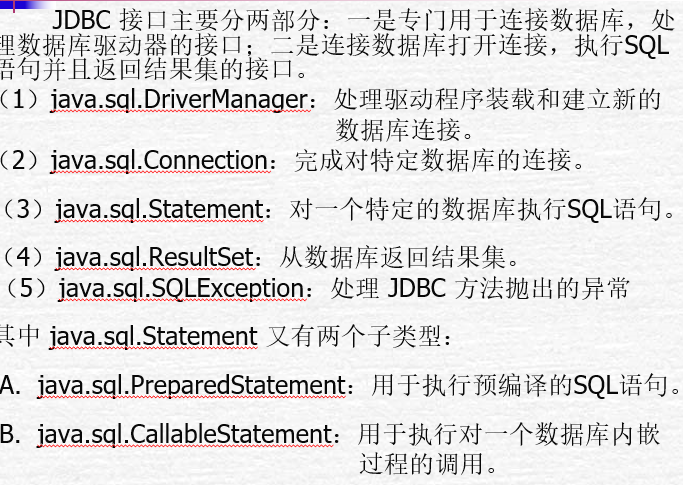 JDBC 接口主要分两部分：一是专门用于连接数据库，处
理数据库驱动器的接口；二是连接数据库打开连接，执行SQL
语句并且返回结果集的接口。
（1）java.sql.DriverManager：处理驱动程序装载和建立新的
数据库连接。
（2）java.sql.Connection：完成对特定数据库的连接。
（3）java.sql.Statement：对一个特定的数据库执行SQL语句。
（4）java.sql.ResultSet：从数据库返回结果集。
（5）java.sql.SQLException：处理 JDBC 方法抛出的异常
其中 java.sql.Statement 又有两个子类型：
A. java.sql.PreparedStatement：用于执行预编译的SQL语句。
B. java.sql.CallableStatement：用于执行对一个数据库内嵌
过程的调用。